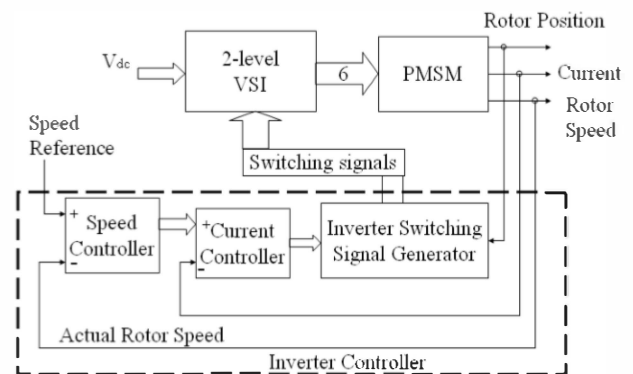 Rotor Position
Vdc
2-level
VSI
6
PMSM
Current
Rotor
Speed
Speed
Reference
Switching signals
+
Speed
Controller
-
+Current
Controller
-
Inverter Switching
Signal Generator
Actual Rotor Speed
Inverter Controller